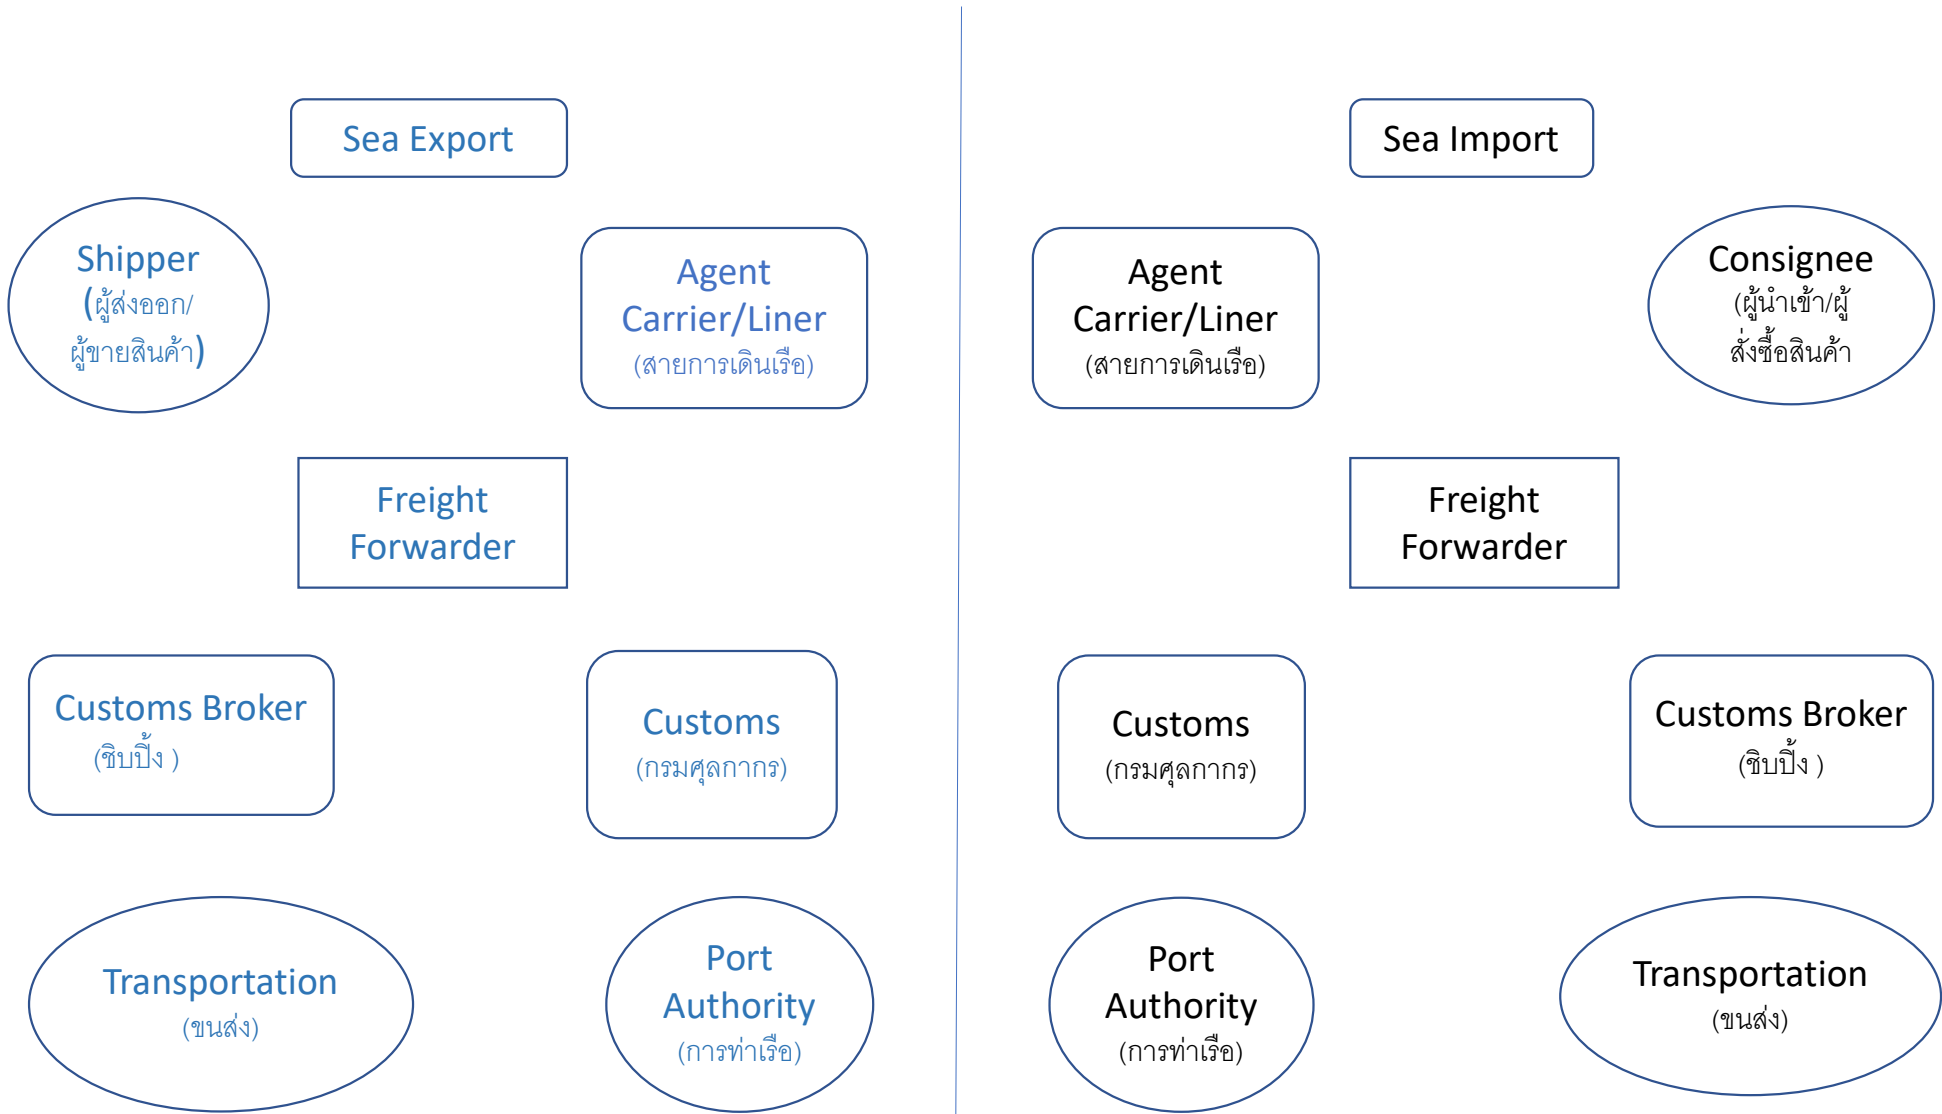 Sea Export
Shipper
(ผู้ส่งออก/
ผู้ขายสินค้า)
Agent
Carrier/Liner
(สายการเดินเรือ)
Freight
Forwarder
Customs Broker
(ชิบปิ้ง )
Customs
(กรมศุลกากร)
Transportation
(ขนส่ง)
Port
Authority
(การท่าเรือ)
Sea Import
Agent
Carrier/Liner
(สายการเดินเรือ)
Consignee
(ผู้นำเข้า/ผู้
สั่งซื้อสินค้า
Freight
Forwarder
Customs
(กรมศุลกากร)
Customs Broker
(ชิบปิ้ง )
Port
Authority
(การท่าเรือ)
Transportation
(ขนส่ง)